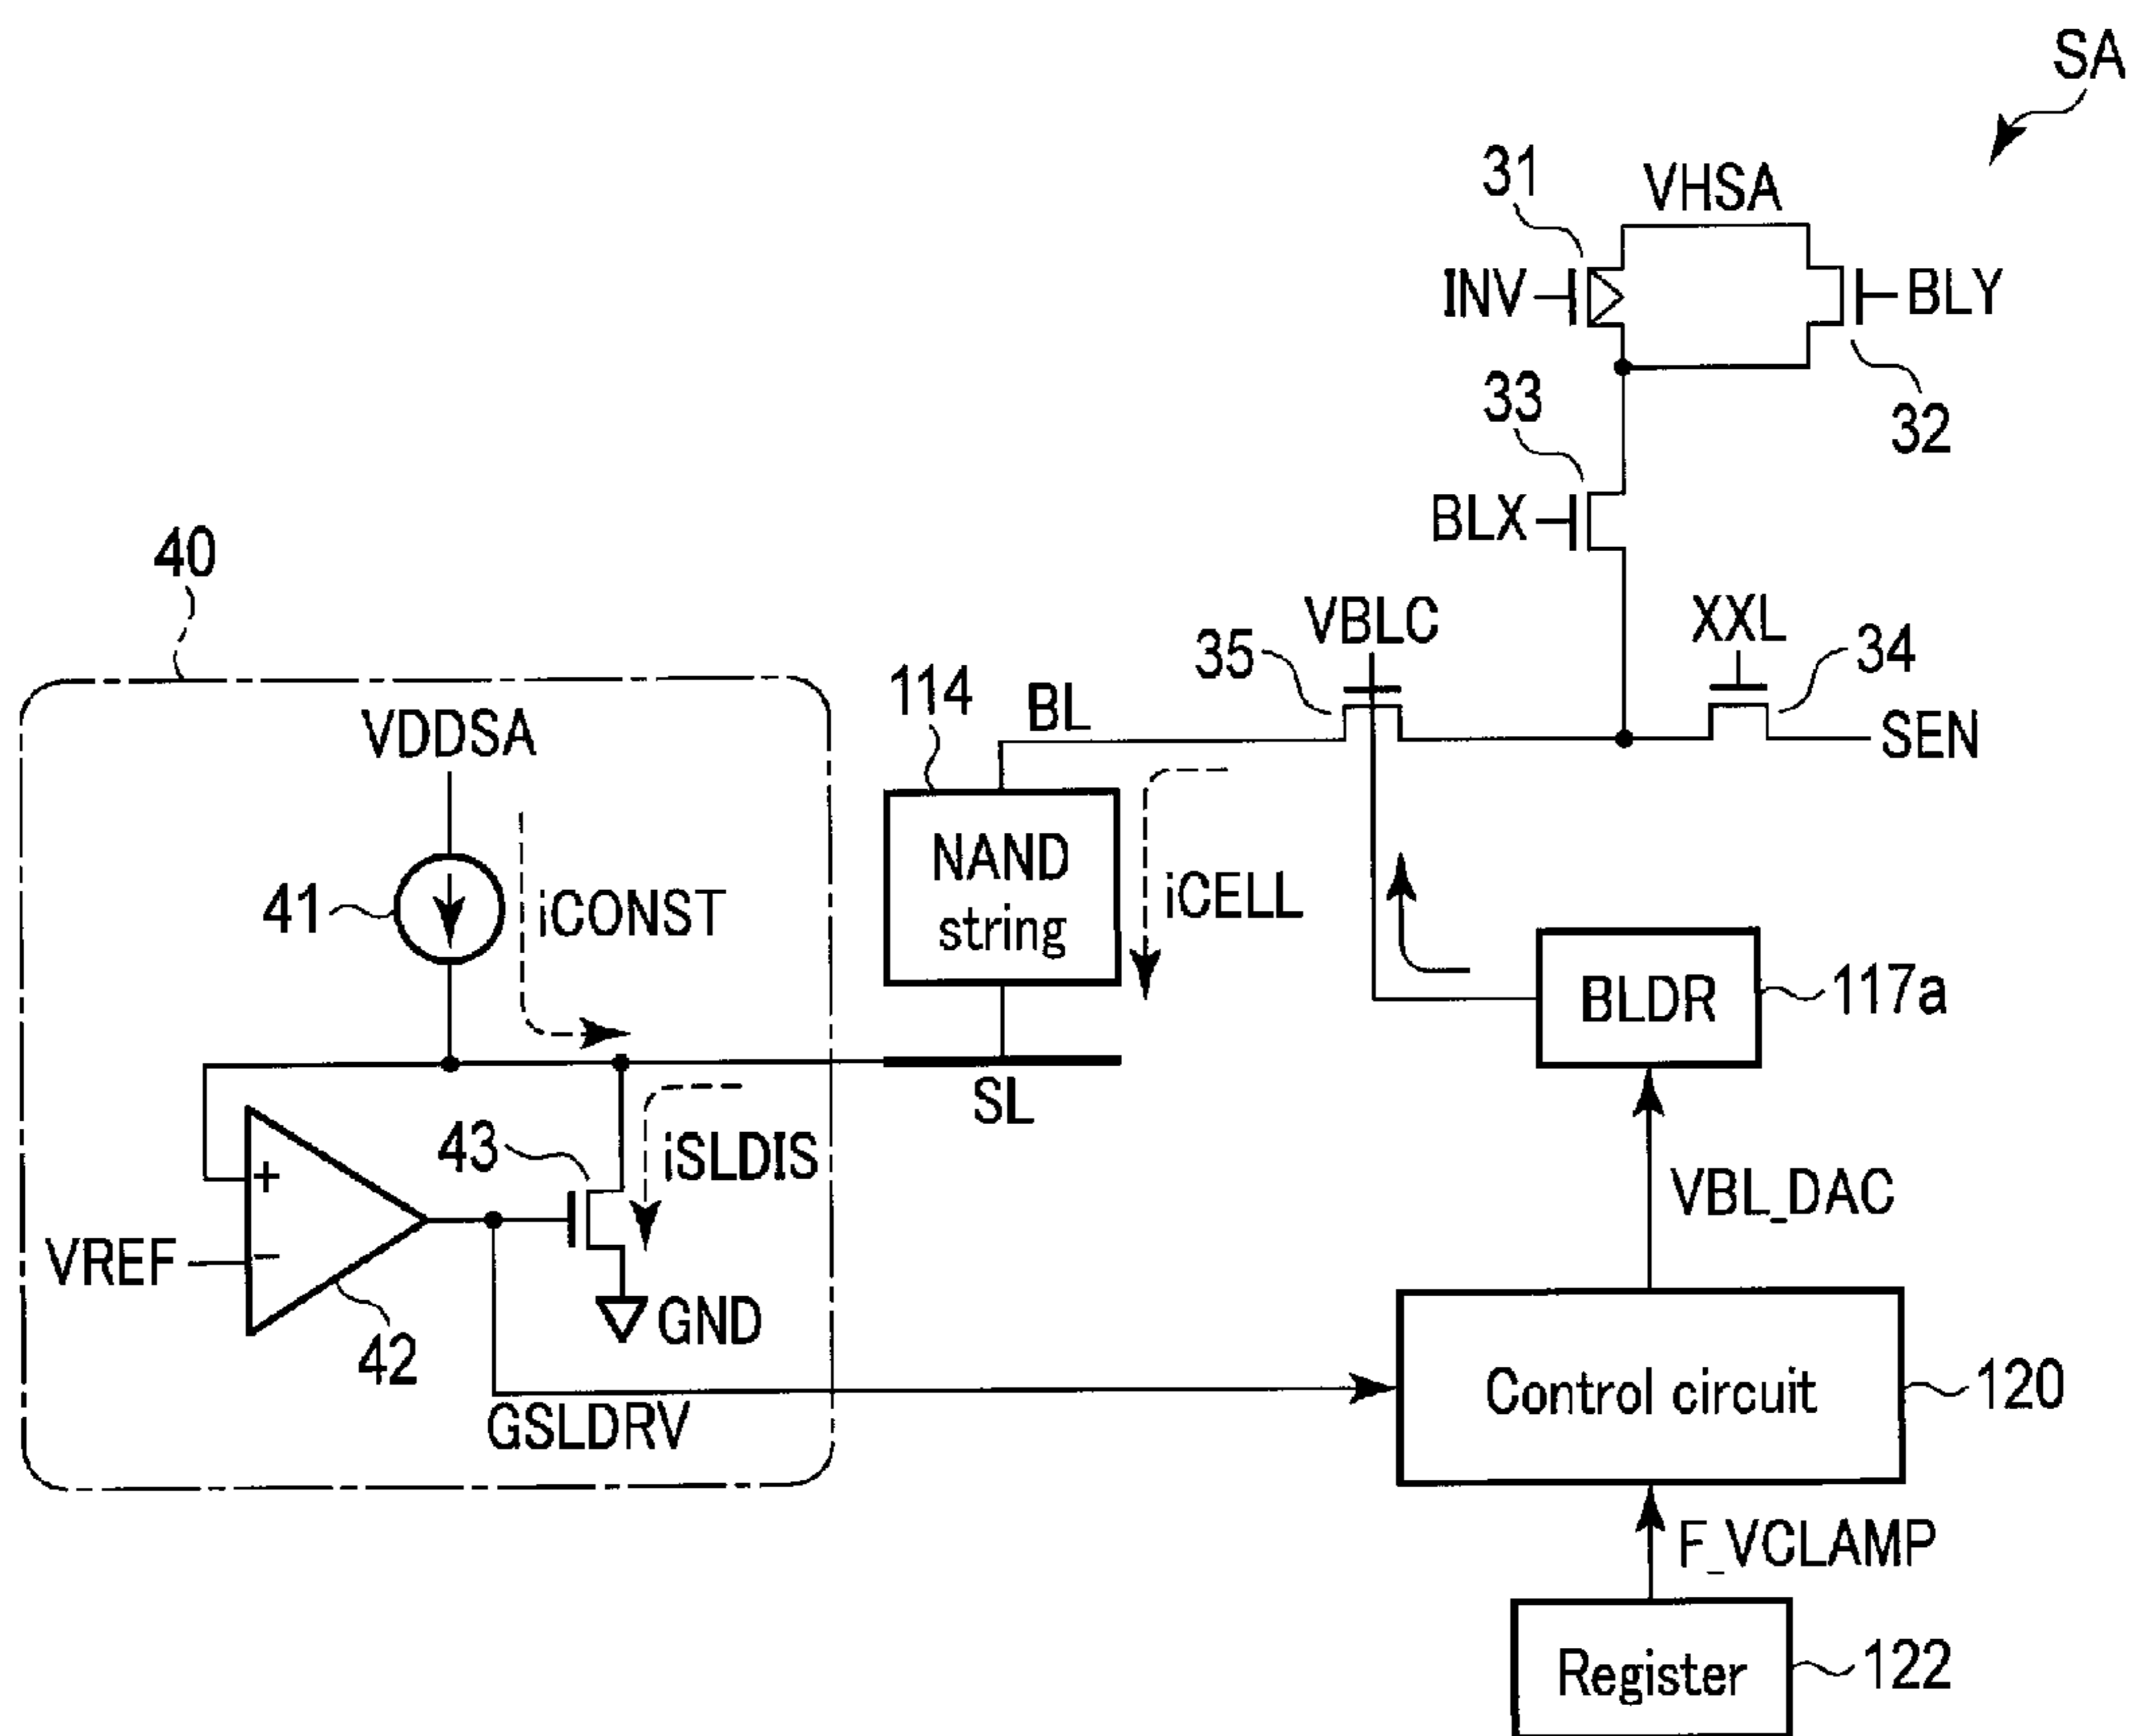 SA
31
VHSA
INV
BLY
32
33
BLX
40
VDDSA
114
BL
35
VBLC
XXL
34
SEN
41
iCONST
NAND
string
iCELL
BLDR
117a
SL
43
iSLDIS
+
VREF
−
42
GND
VBL_DAC
GSLDRV
Control circuit
120
F_VCLAMP
Register
122